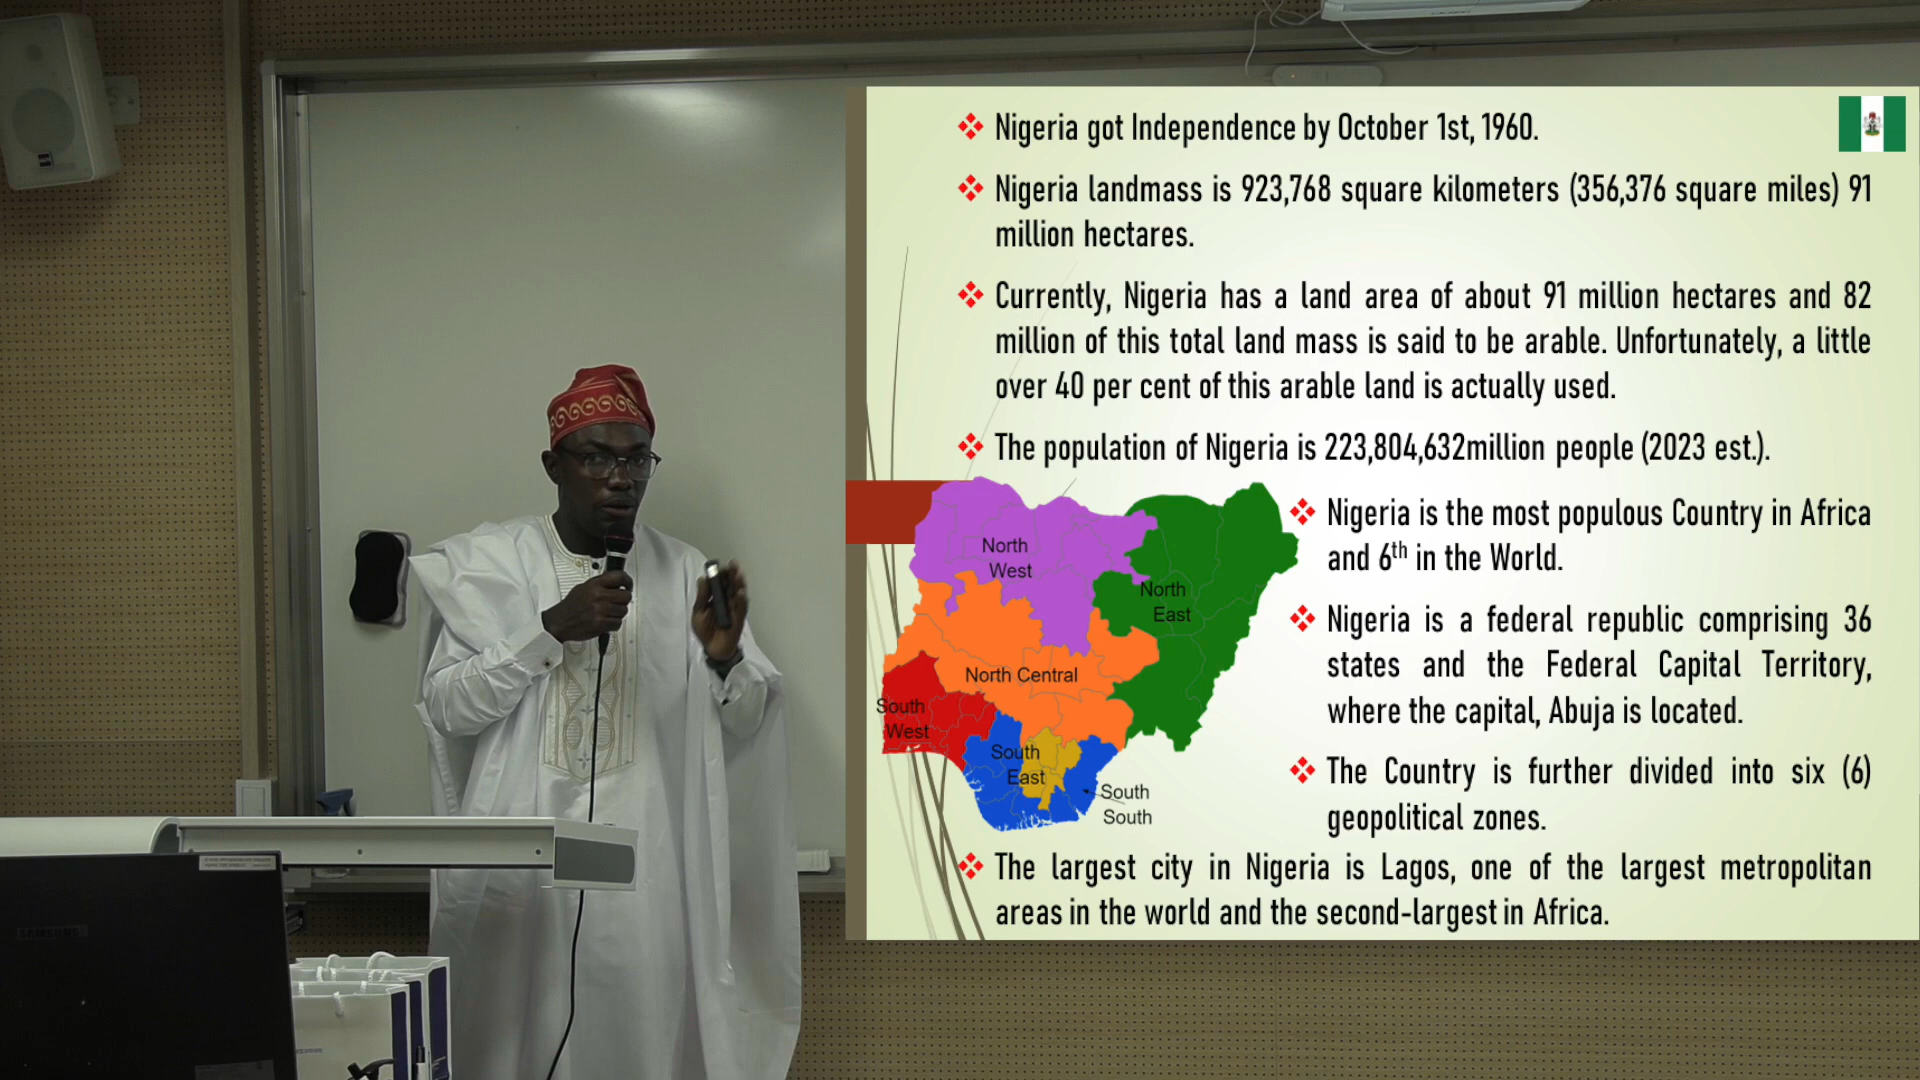 Nigeria got Independence by October 1st, 1960.
Nigeria landmass is 923,768 square kilometers (356,376 square miles) 91
million hectares.
Currently, Nigeria has a land area of about 91 million hectares and 82
million of this total land mass is said to be arable. Unfortunately, a little
over 40 per cent of this arable land is actually used.
The population of Nigeria is 223,804,632million people (2023 est.).
Nigeria is the most populous Country in Africa
and 6th in the World.
Nigeria is a federal republic comprising 36
states and the Federal Capital Territory,
where the capital, Abuja is located.
The Country is further divided into six (6)
geopolitical zones.
North
West
North
East
North Central
South
West
South
East
South
South
The largest city in Nigeria is Lagos, one of the largest metropolitan
areas in the world and the second-largest in Africa.
SAMSUNG